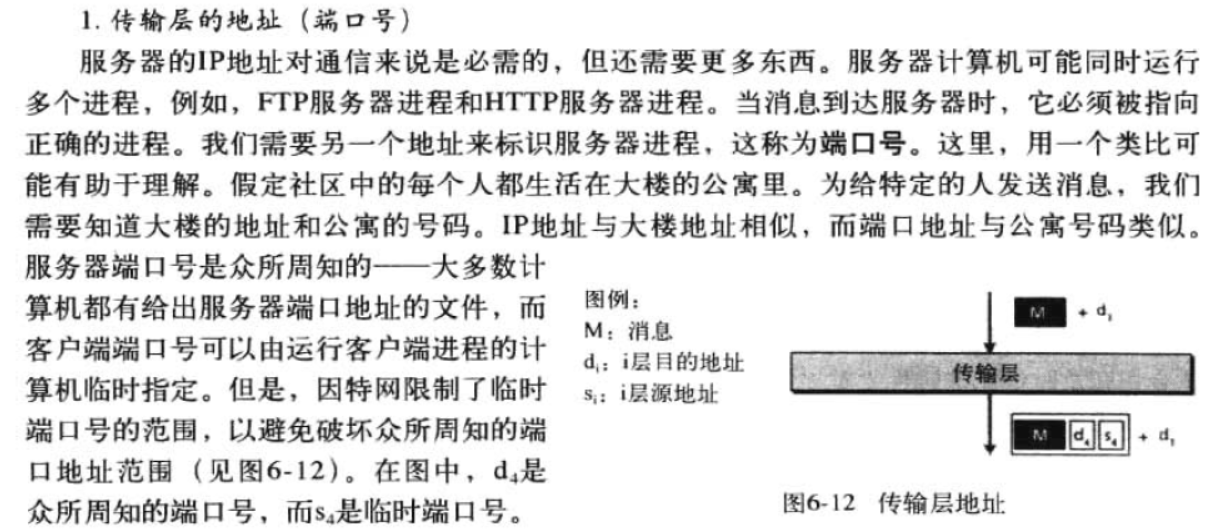 1. 传输层的地址（端口号）
服务器的IP地址对通信来说是必需的，但还需要更多东西。服务器计算机可能同时运行
多个进程，例如，FTP服务器进程和HTTP服务器进程。当消息到达服务器时，它必须被指向
正确的进程。我们需要另一个地址来标识服务器进程，这称为端口号。这里，用一个类比可
能有助于理解。假定社区中的每个人都生活在大楼的公寓里。为给特定的人发送消息，我们
需要知道大楼的地址和公寓的号码。IP地址与大楼地址相似，而端口地址与公寓号码类似。
服务器端口号是众所周知的——大多数计
算机都有给出服务器端口地址的文件，而
客户端端口号可以由运行客户端进程的计
算机临时指定。但是，因特网限制了临时
端口号的范围，以避免破坏众所周知的端
口地址范围（见图6-12）。在图中，d₄是
众所周知的端口号，而s₄是临时端口号。
图例：
M：消息
dᵢ：i层目的地址
sᵢ：i层源地址
M + d
传输层
M d₄ s₄ + d
图6-12 传输层地址